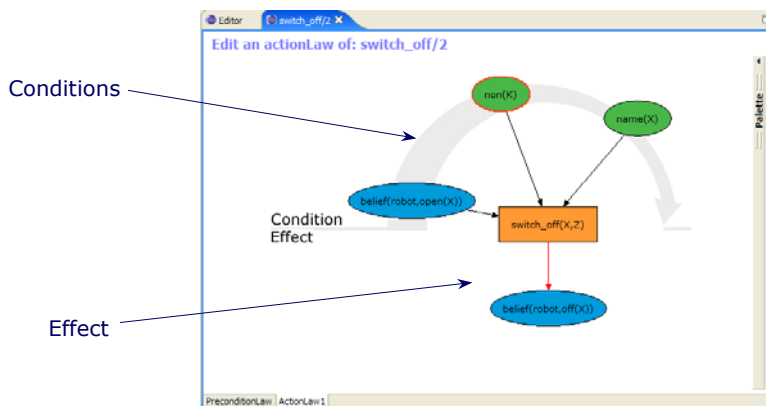 Editor
switch_off/2
Edit an actionLaw of: switch_off/2
Conditions
non(K)
name(X)
Palette
belief(robot,open(X))
Condition
Effect
switch_off(X,Z)
belief(robot,off(X))
Effect
PreconditionLaw
ActionLaw1